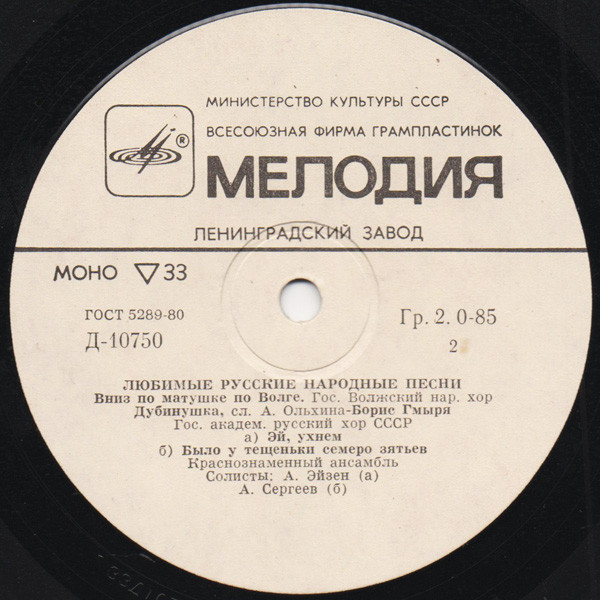 МИНИСТЕРСТВО КУЛЬТУРЫ СССР
ВСЕСОЮЗНАЯ ФИРМА ГРАМПЛАСТИНОК
®
МЕЛОДИЯ
ЛЕНИНГРАДСКИЙ ЗАВОД
МОНО ▽ 33
ГОСТ 5289-80
Д-10750
Гр. 2. 0-85
2
ЛЮБИМЫЕ РУССКИЕ НАРОДНЫЕ ПЕСНИ
Вниз по матушке по Волге. Гос. Волжский нар. хор
Дубинушка, сл. А. Ольхина-Борис Гмыря
Гос. академ. русский хор СССР
а) Эй, ухнем
б) Было у тещеньки семеро зятьев
Краснознаменный ансамбль
Солисты: А. Эйзен (а)
А. Сергеев (б)